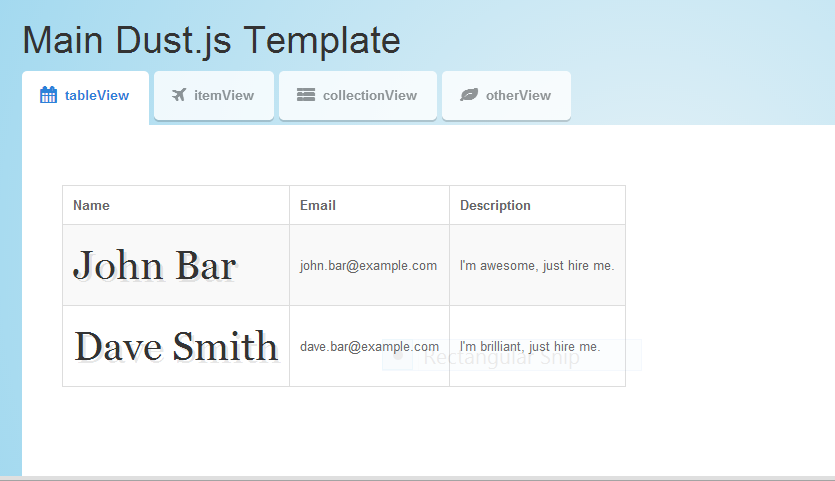 Main Dust.js Template
tableView itemView collectionView otherView
Name Email Description
John Bar john.bar@example.com I'm awesome, just hire me.
Dave Smith dave.bar@example.com I'm brilliant, just hire me.
Rectangular Snip